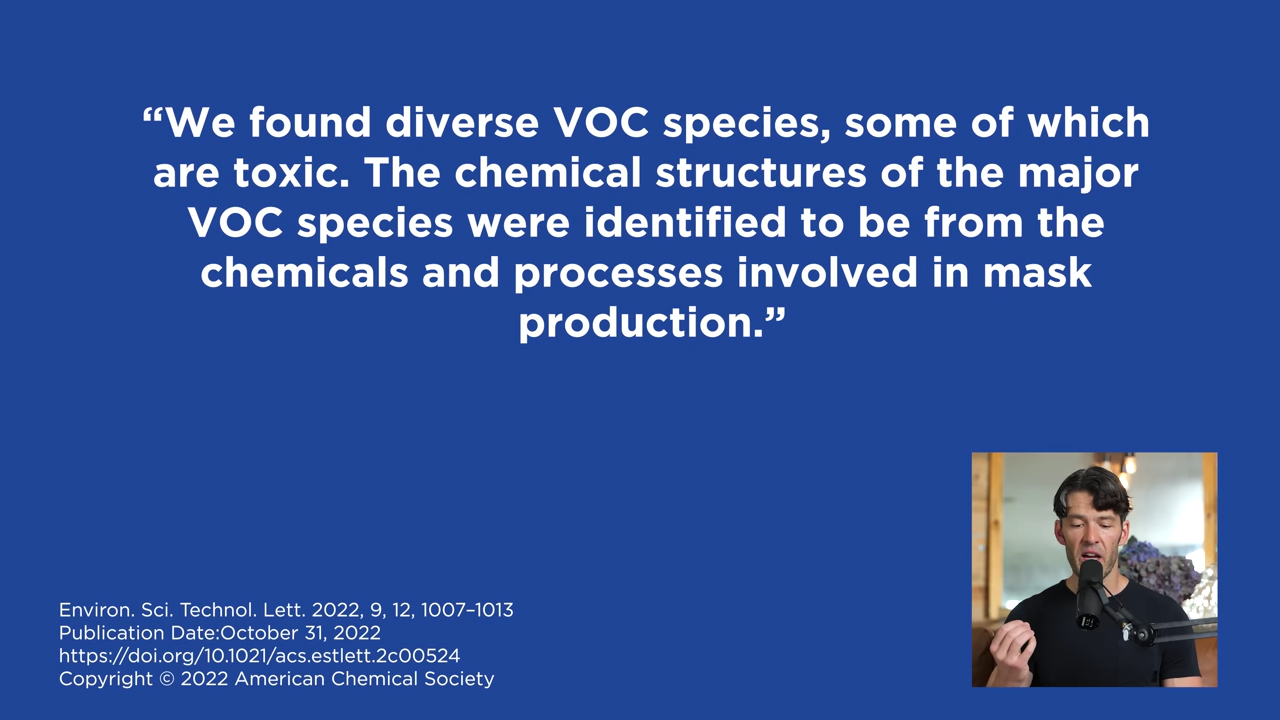 “We found diverse VOC species, some of which
are toxic. The chemical structures of the major
VOC species were identified to be from the
chemicals and processes involved in mask
production.”
Environ. Sci. Technol. Lett. 2022, 9, 12, 1007–1013
Publication Date:October 31, 2022
https://doi.org/10.1021/acs.estlett.2c00524
Copyright © 2022 American Chemical Society